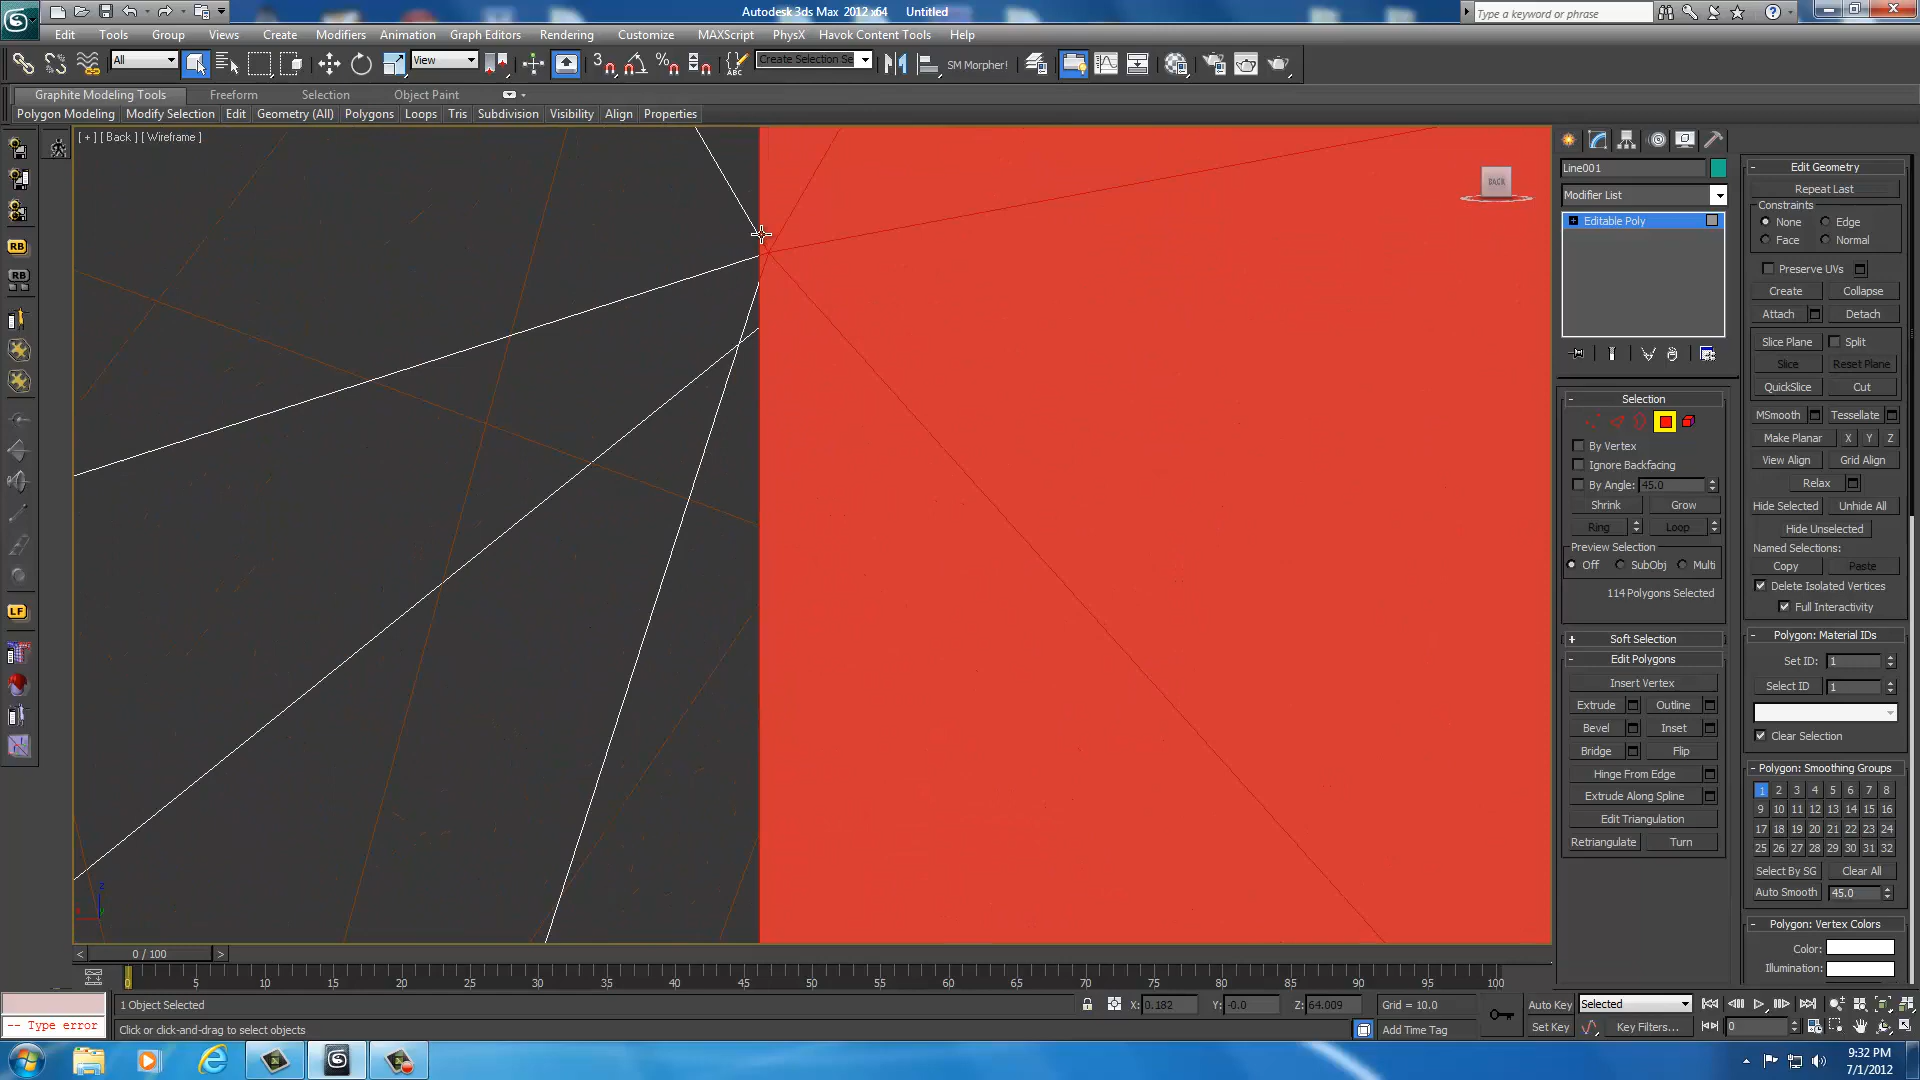 Autodesk 3ds Max 2012 x64 Untitled
Type a keyword or phrase
Edit Tools Group Views Create Modifiers Animation Graph Editors Rendering Customize MAXScript PhysX Havok Content Tools Help
All View 3 Create Selection Se SM Morpher!
Graphite Modeling Tools Freeform Selection Object Paint
Polygon Modeling Modify Selection Edit Geometry (All) Polygons Loops Tris Subdivision Visibility Align Properties
[ + ] [ Back ] [ Wireframe ]
BACK
RB
RB
LF
Line001
Modifier List
Editable Poly
Selection
By Vertex
Ignore Backfacing
By Angle: 45.0
Shrink Grow
Ring Loop
Preview Selection
Off SubObj Multi
114 Polygons Selected
Soft Selection
Edit Polygons
Insert Vertex
Extrude Outline
Bevel Inset
Bridge Flip
Hinge From Edge
Extrude Along Spline
Edit Triangulation
Retriangulate Turn
Edit Geometry
Repeat Last
Constraints
None Edge
Face Normal
Preserve UVs
Create Collapse
Attach Detach
Slice Plane Split
Slice Reset Plane
QuickSlice Cut
MSmooth Tessellate
Make Planar X Y Z
View Align Grid Align
Relax
Hide Selected Unhide All
Hide Unselected
Named Selections:
Copy Paste
Delete Isolated Vertices
Full Interactivity
Polygon: Material IDs
Set ID: 1
Select ID 1
Clear Selection
Polygon: Smoothing Groups
1 2 3 4 5 6 7 8
9 10 11 12 13 14 15 16
17 18 19 20 21 22 23 24
25 26 27 28 29 30 31 32
Select By SG Clear All
Auto Smooth 45.0
Polygon: Vertex Colors
Color:
Illumination:
< 0 / 100 >
0 5 10 15 20 25 30 35 40 45 50 55 60 65 70 75 80 85 90 95 100
1 Object Selected X: 0.182 Y: -0.0 Z: 64.009 Grid = 10.0 Auto Key Selected
-- Type error Click or click-and-drag to select objects Add Time Tag Set Key Key Filters... 0
9:32 PM
7/1/2012